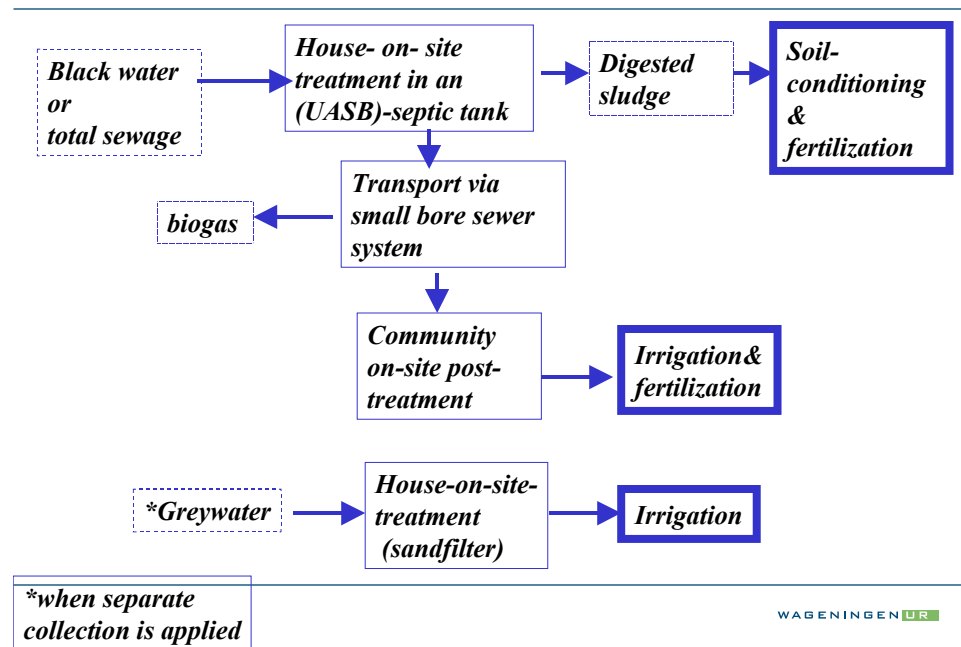 Black water
or
total sewage
House- on- site
treatment in an
(UASB)-septic tank
Digested
sludge
Soil-
conditioning
&
fertilization
biogas
Transport via
small bore sewer
system
Community
on-site post-
treatment
Irrigation&
fertilization
*Greywater
House-on-site-
treatment
(sandfilter)
Irrigation
*when separate
collection is applied
WAGENINGEN UR